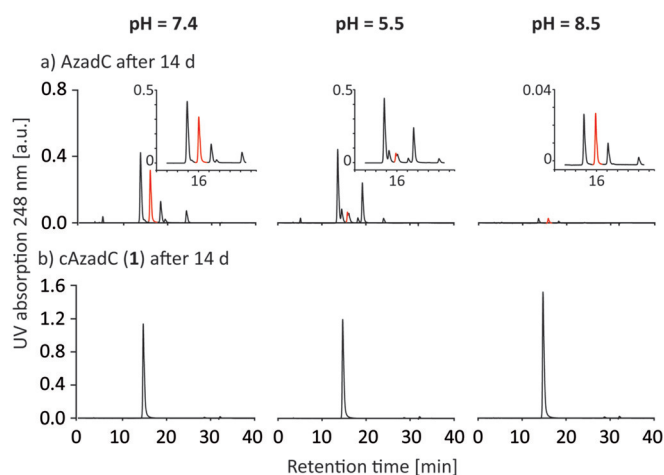 pH = 7.4 pH = 5.5 pH = 8.5
a) AzadC after 14 d
0.8 0.5 0.5 0.04
0.4 0 0 0
16 16 16
0.0
UV absorption 248 nm [a.u.]
b) cAzadC (1) after 14 d
1.6
1.2
0.8
0.4
0.0
0 10 20 30 40 0 10 20 30 40 0 10 20 30 40
Retention time [min]